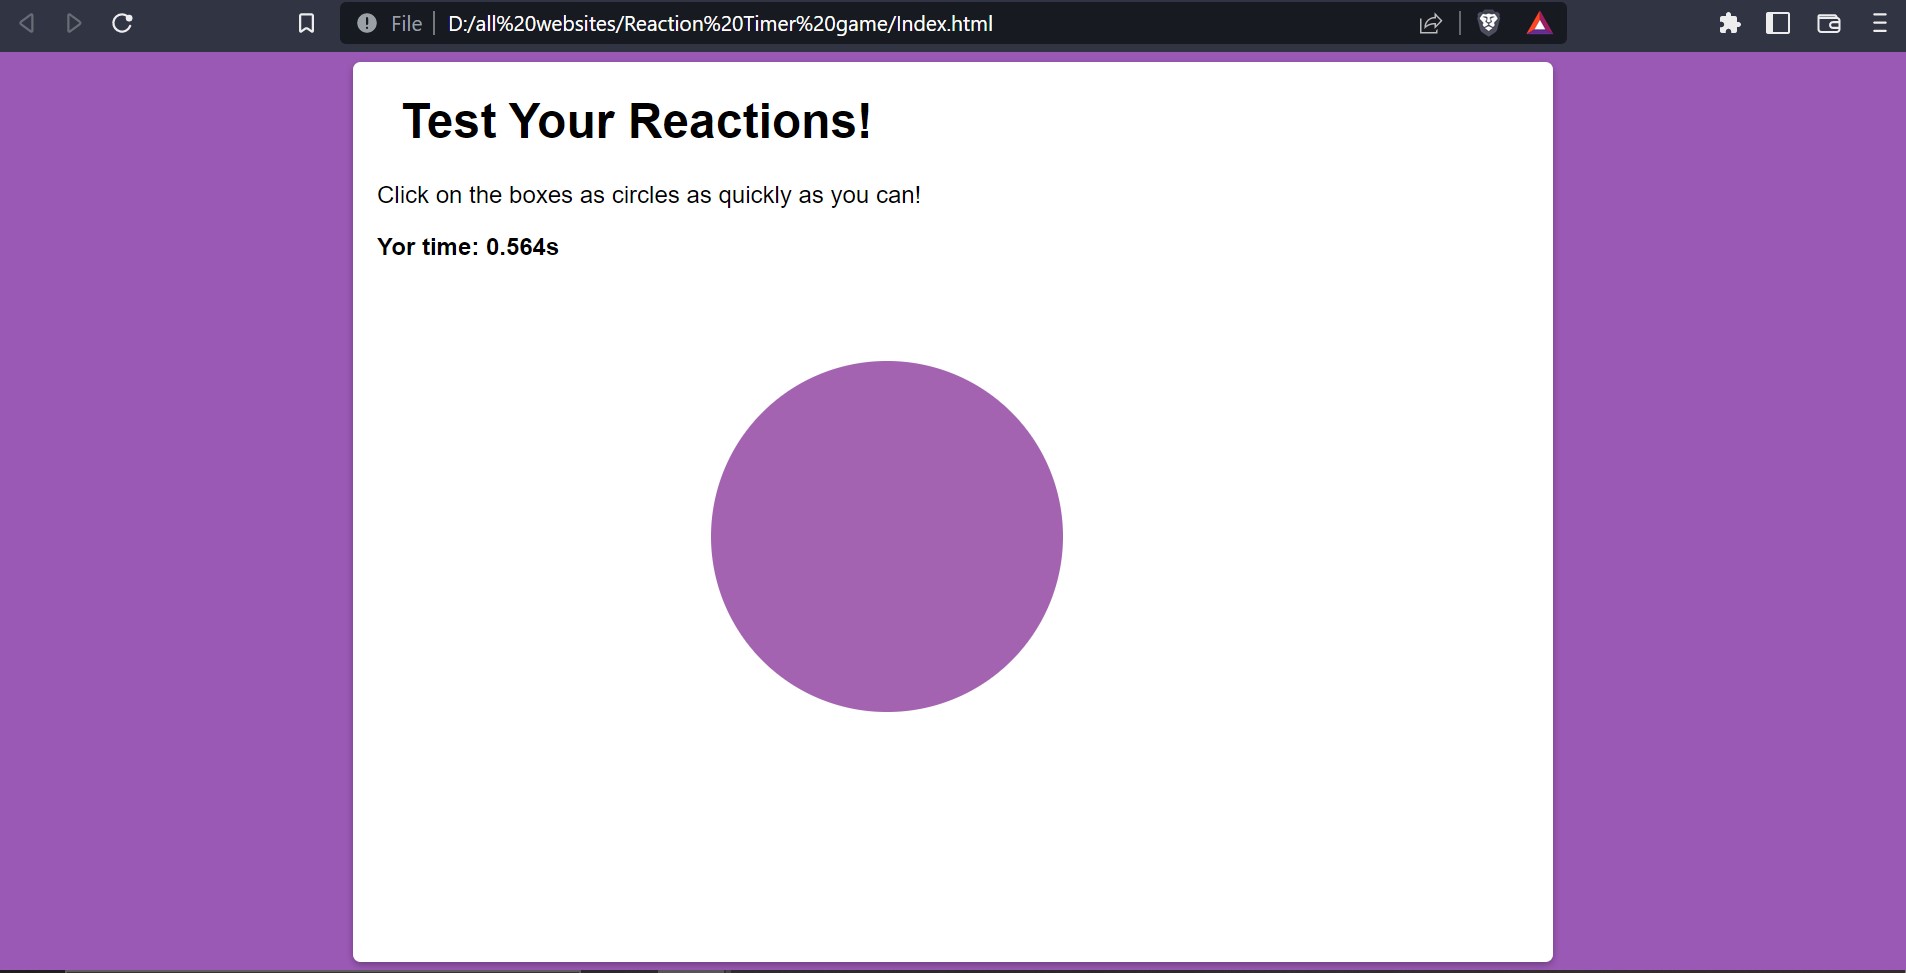 File D:/all%20websites/Reaction%20Timer%20game/Index.html
Test Your Reactions!
Click on the boxes as circles as quickly as you can!
Yor time: 0.564s